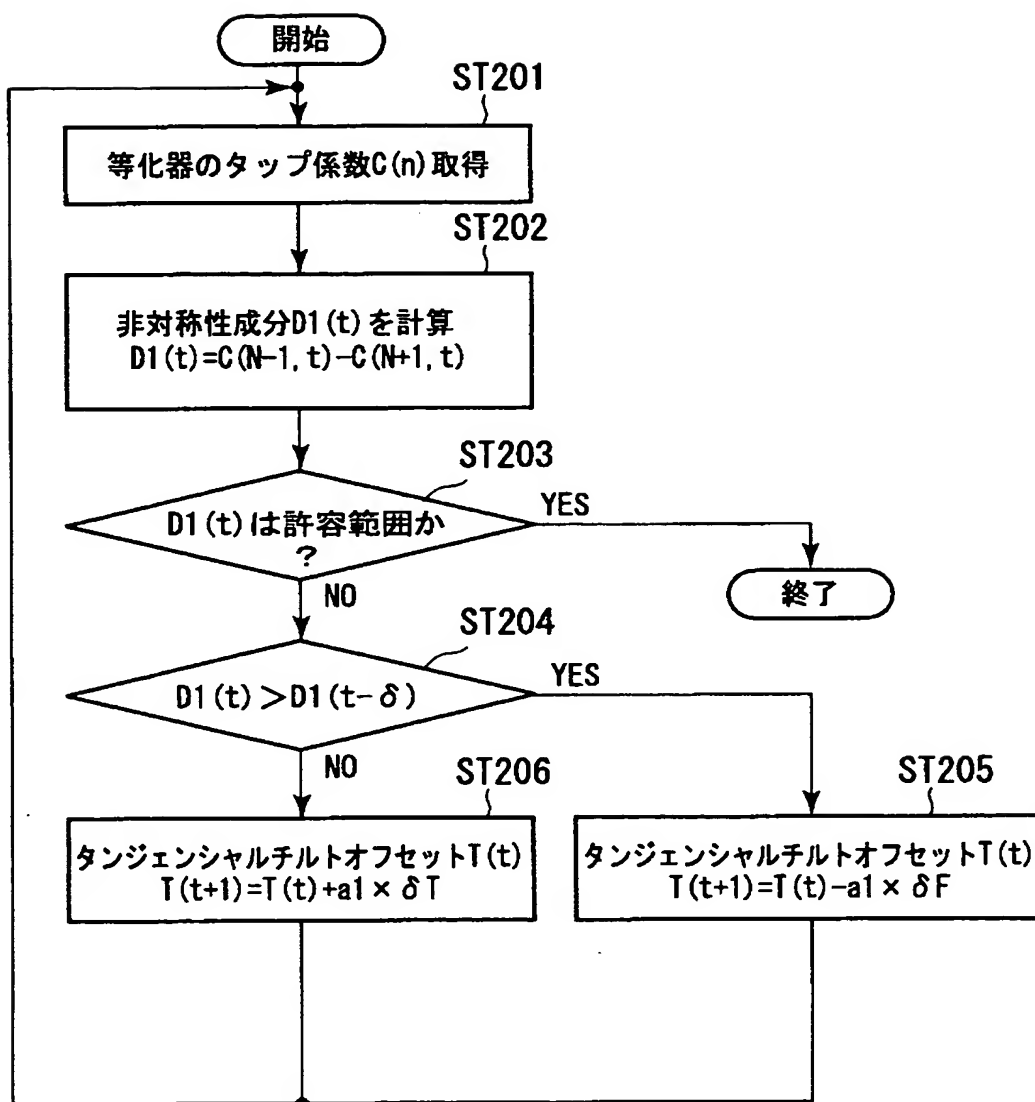 開始
ST201
等化器のタップ係数C(n)取得
ST202
非対称性成分D1(t)を計算
D1(t)=C(N-1,t)-C(N+1,t)
ST203
D1(t)は許容範囲か
?
YES
NO
終了
ST204
D1(t)>D1(t-δ)
YES
NO
ST206
タンジェンシャルチルトオフセットT(t)
T(t+1)=T(t)+a1×δT
ST205
タンジェンシャルチルトオフセットT(t)
T(t+1)=T(t)-a1×δF